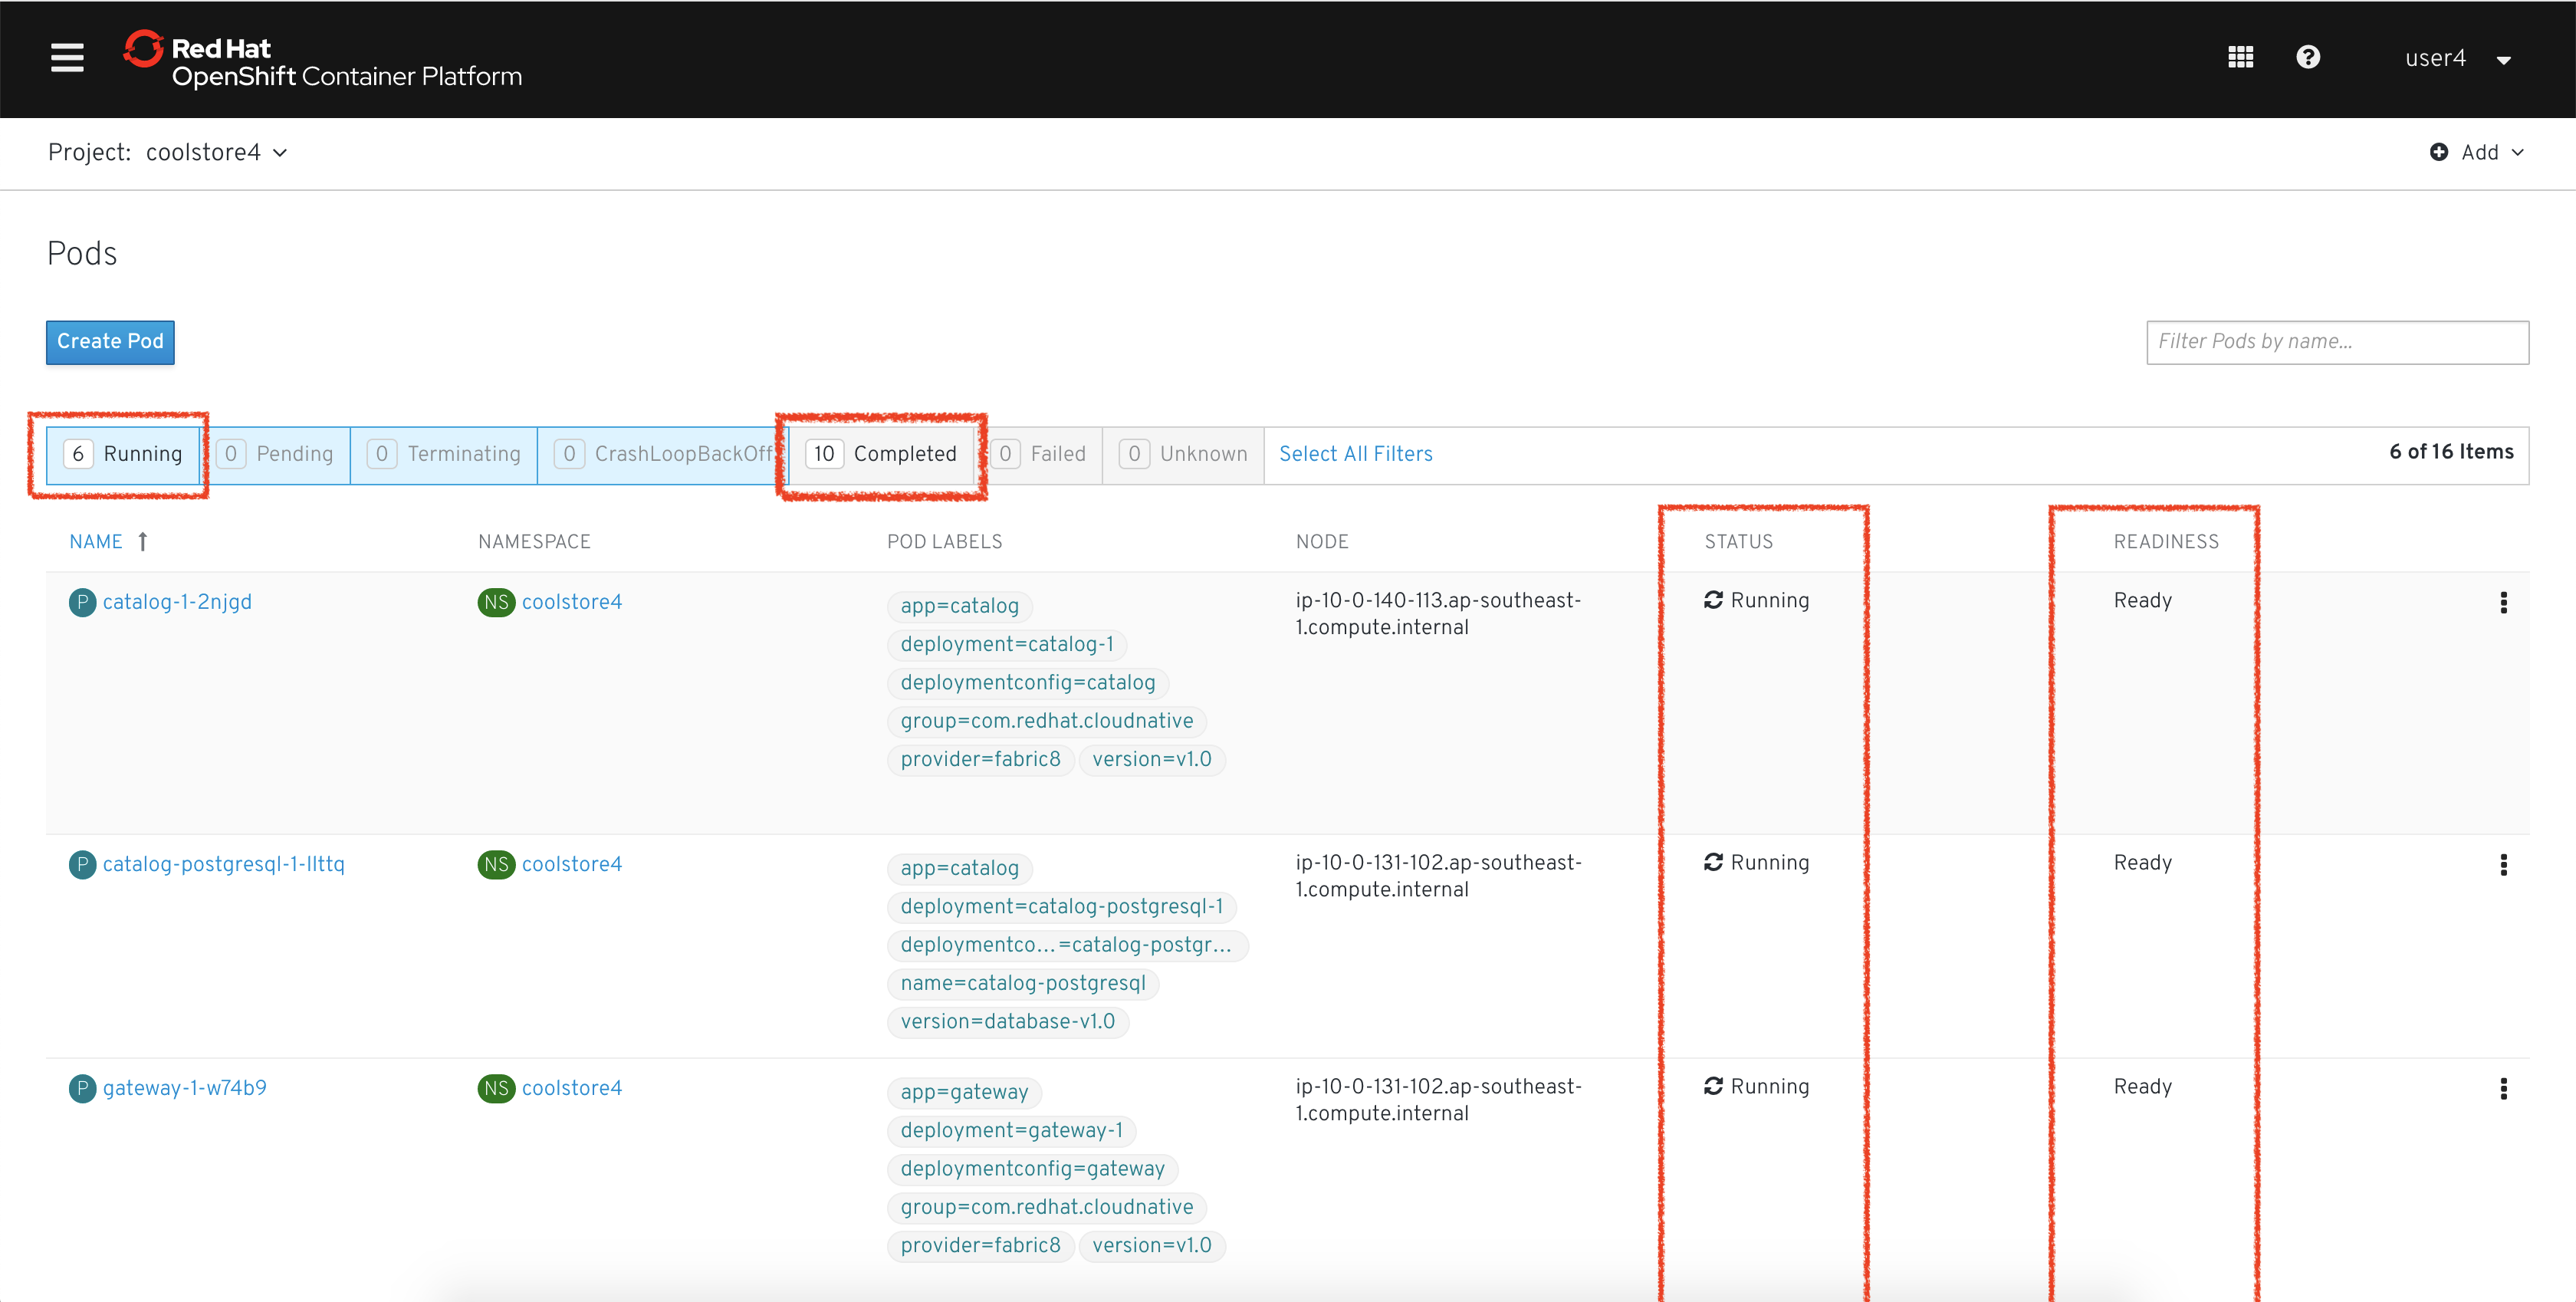 Red Hat
OpenShift Container Platform
user4
Project: coolstore4
Add
Pods
Create Pod
Filter Pods by name...
6 Running 0 Pending 0 Terminating 0 CrashLoopBackOff 10 Completed 0 Failed 0 Unknown Select All Filters 6 of 16 Items
NAME NAMESPACE POD LABELS NODE STATUS READINESS
P catalog-1-2njgd NS coolstore4 app=catalog ip-10-0-140-113.ap-southeast- Running Ready
1.compute.internal
deployment=catalog-1
deploymentconfig=catalog
group=com.redhat.cloudnative
provider=fabric8 version=v1.0
P catalog-postgresql-1-llttq NS coolstore4 app=catalog ip-10-0-131-102.ap-southeast- Running Ready
1.compute.internal
deployment=catalog-postgresql-1
deploymentco...=catalog-postgr...
name=catalog-postgresql
version=database-v1.0
P gateway-1-w74b9 NS coolstore4 app=gateway ip-10-0-131-102.ap-southeast- Running Ready
1.compute.internal
deployment=gateway-1
deploymentconfig=gateway
group=com.redhat.cloudnative
provider=fabric8 version=v1.0